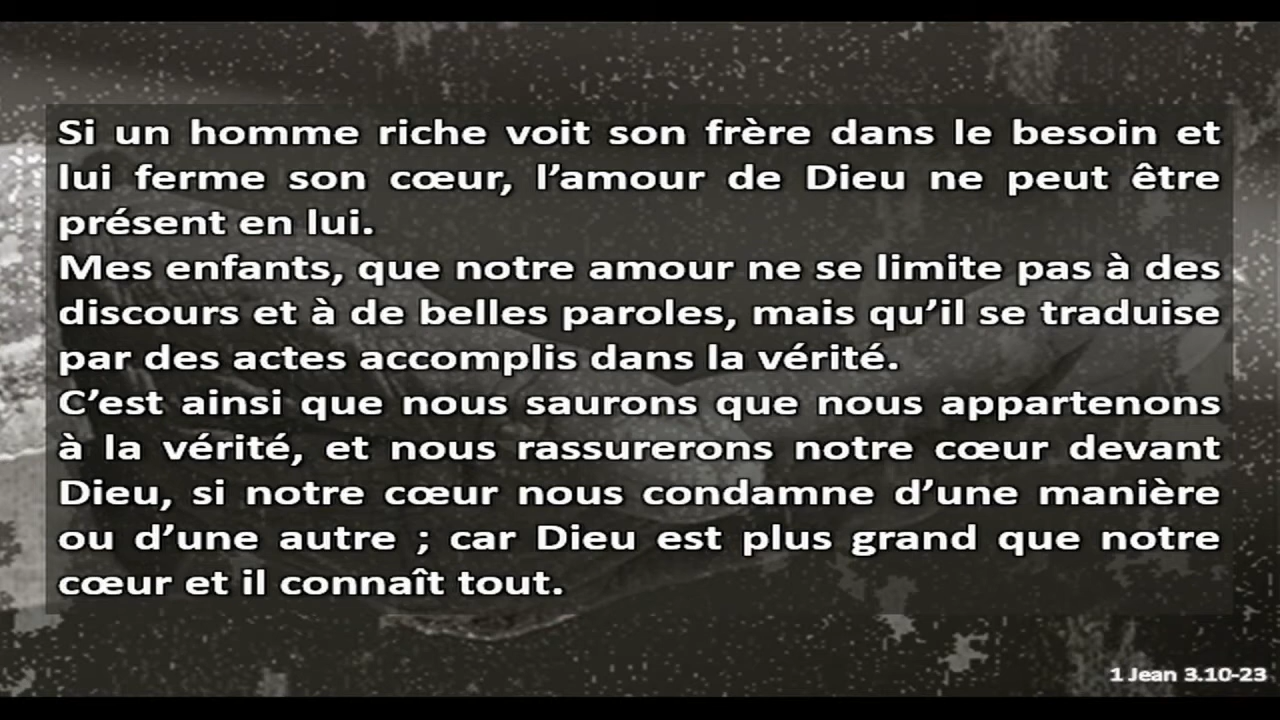 Si un homme riche voit son frère dans le besoin et
lui ferme son cœur, l’amour de Dieu ne peut être
présent en lui.
Mes enfants, que notre amour ne se limite pas à des
discours et à de belles paroles, mais qu’il se traduise
par des actes accomplis dans la vérité.
C’est ainsi que nous saurons que nous appartenons
à la vérité, et nous rassurerons notre cœur devant
Dieu, si notre cœur nous condamne d’une manière
ou d’une autre ; car Dieu est plus grand que notre
cœur et il connaît tout.
1 Jean 3.10-23